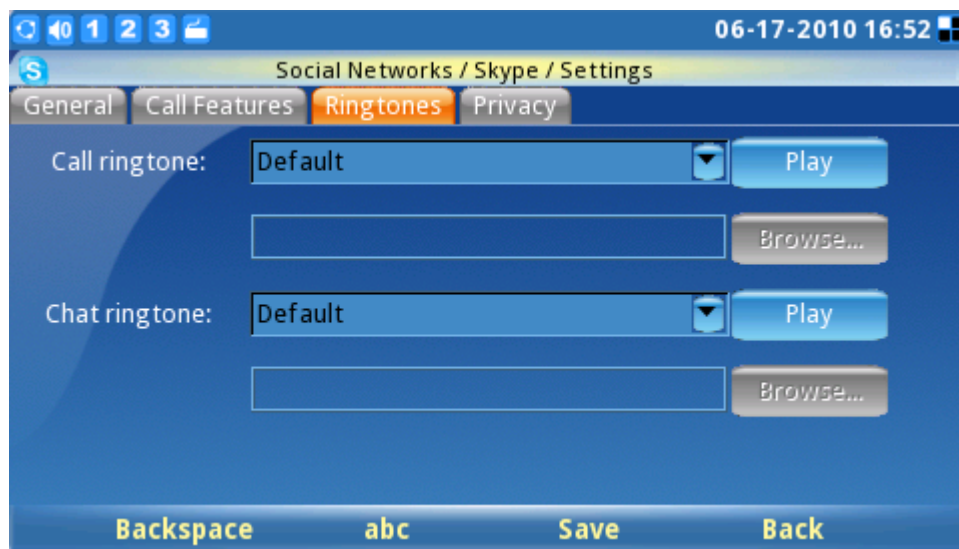 1 2 3 06-17-2010 16:52
S Social Networks / Skype / Settings
General Call Features Ringtones Privacy
Call ringtone: Default Play
Browse...
Chat ringtone: Default Play
Browse...
Backspace abc Save Back